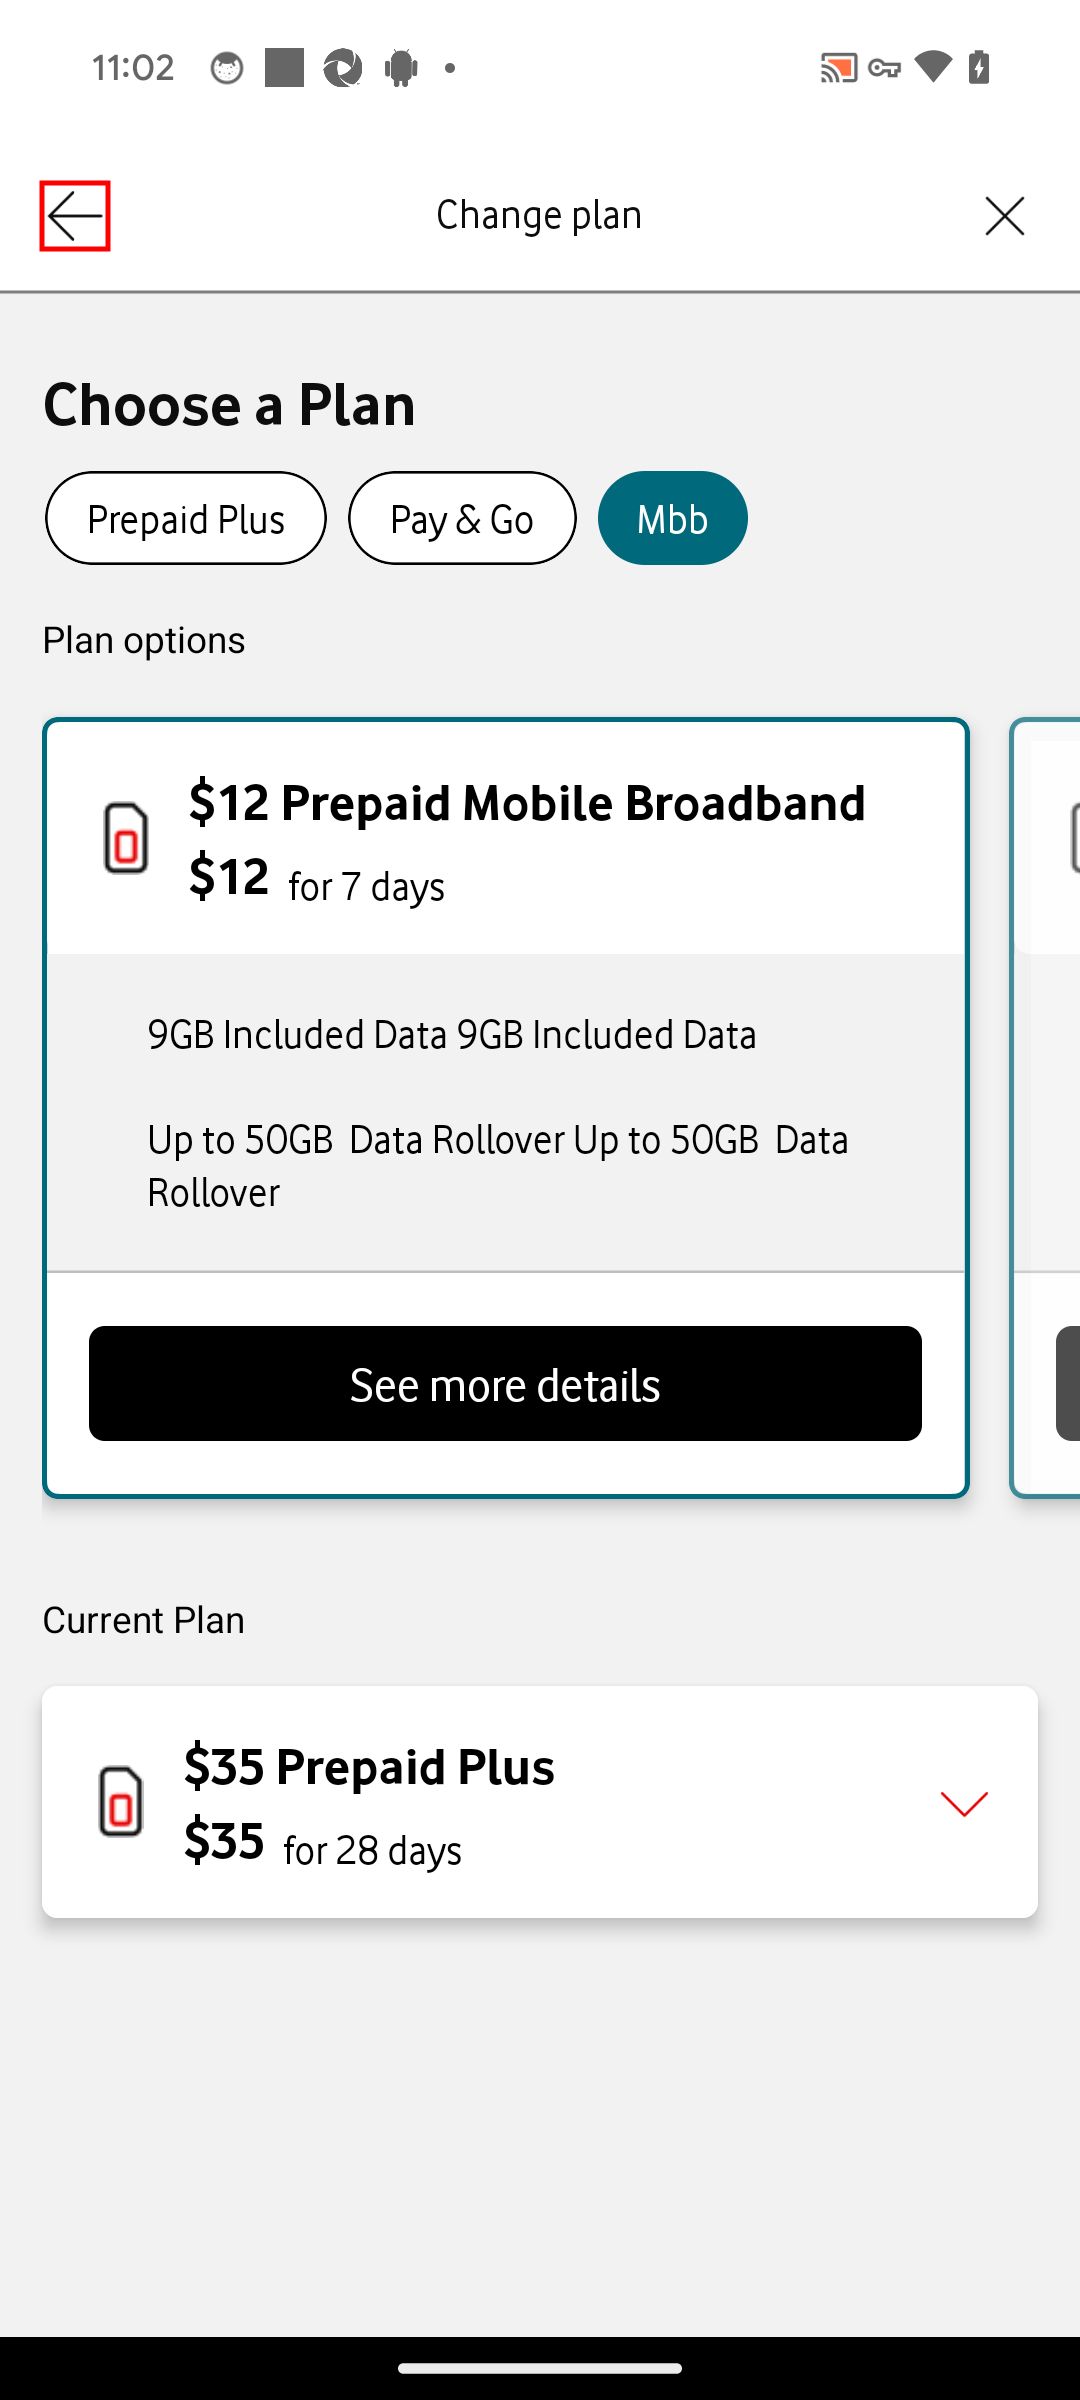 11:02
Change plan
Choose a Plan
Prepaid Plus
Pay & Go
Mbb
Plan options
$12 Prepaid Mobile Broadband
$12 for 7 days
9GB Included Data 9GB Included Data
Up to 50GB Data Rollover Up to 50GB Data
Rollover
See more details
Current Plan
$35 Prepaid Plus
$35 for 28 days